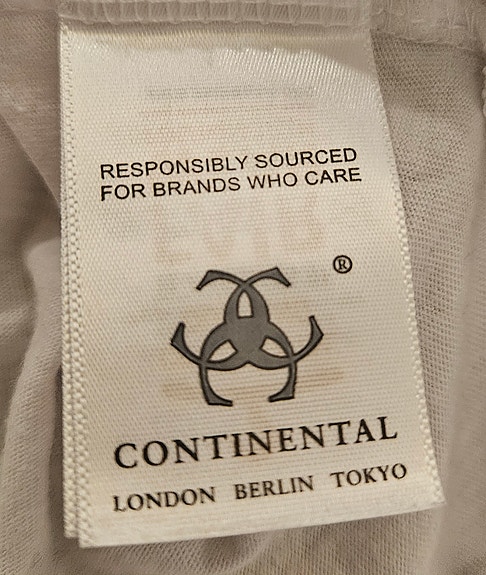 RESPONSIBLY SOURCED
FOR BRANDS WHO CARE
®
CONTINENTAL
LONDON BERLIN TOKYO